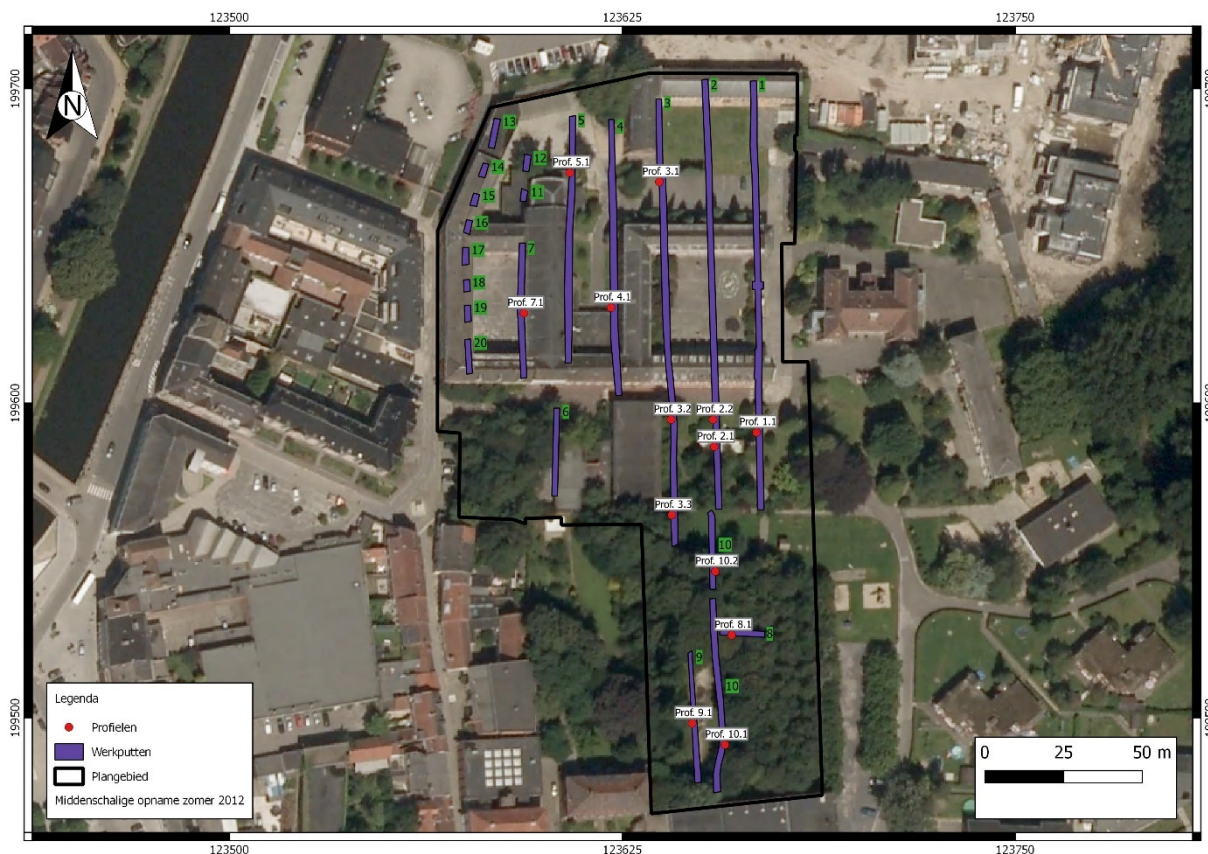 123500 123625 123750
199700 199700
N
2 1
3
5 4
13
12
14 Prof. 5.1 Prof. 3.1
15 11
16
17 7
18
19 Prof. 7.1 Prof. 4.1
20
6 Prof. 3.2 Prof. 2.2 Prof. 1.1
199600 199600
Prof. 2.1
Prof. 3.3
10
Prof. 10.2
Prof. 8.1 8
9
10
Prof. 9.1
Prof. 10.1
199500 199500
Legenda
Profielen
Werkputten
Plangebied
Middenschalige opname zomer 2012
0 25 50 m
123500 123625 123750